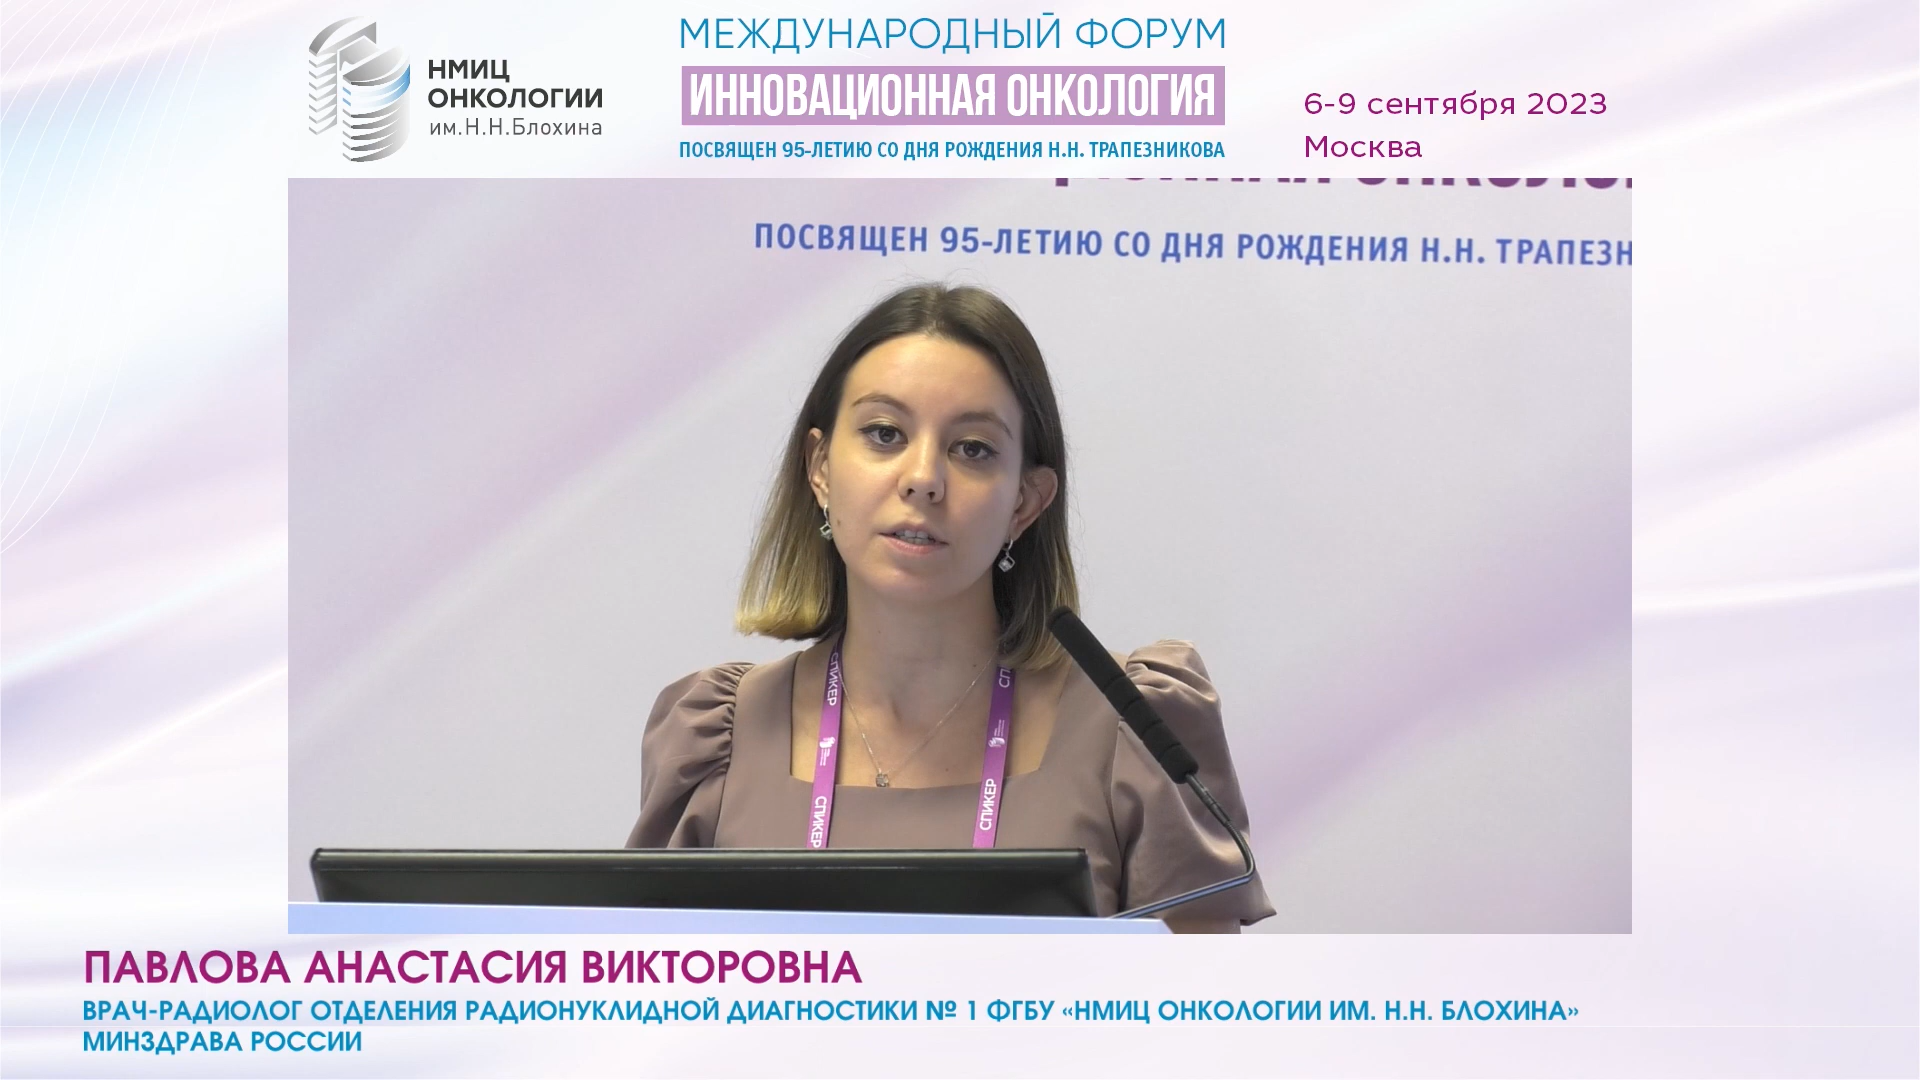 НМИЦ
ОНКОЛОГИИ
им.Н.Н.Блохина
МЕЖДУНАРОДНЫЙ ФОРУМ
ИННОВАЦИОННАЯ ОНКОЛОГИЯ
ПОСВЯЩЕН 95-ЛЕТИЮ СО ДНЯ РОЖДЕНИЯ Н.Н. ТРАПЕЗНИКОВА
6-9 сентября 2023
Москва
ПОСВЯЩЕН 95-ЛЕТИЮ СО ДНЯ РОЖДЕНИЯ Н.Н. ТРАПЕЗН
СПИКЕР
СПИКЕР
СП
СПИКЕР
ПАВЛОВА АНАСТАСИЯ ВИКТОРОВНА
ВРАЧ-РАДИОЛОГ ОТДЕЛЕНИЯ РАДИОНУКЛИДНОЙ ДИАГНОСТИКИ № 1 ФГБУ «НМИЦ ОНКОЛОГИИ ИМ. Н.Н. БЛОХИНА»
МИНЗДРАВА РОССИИ